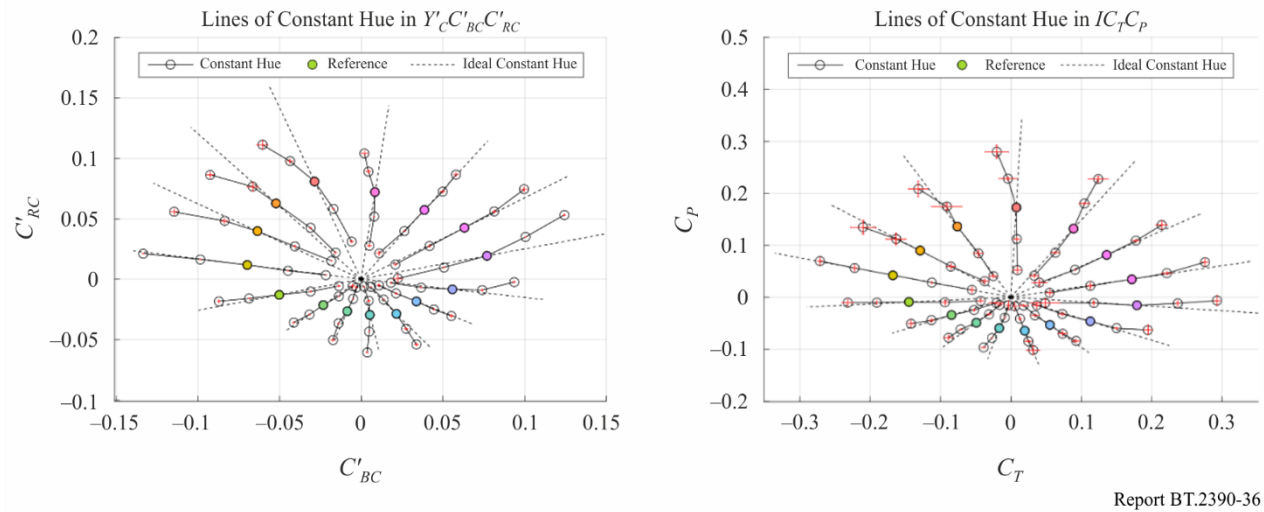 Lines of Constant Hue in Y′CC′BCC′RC
Constant Hue Reference Ideal Constant Hue
0.2
0.15
0.1
0.05
0
–0.05
–0.1
C′RC
–0.15 –0.1 –0.05 0 0.05 0.1 0.15
C′BC
Lines of Constant Hue in ICTCP
Constant Hue Reference Ideal Constant Hue
0.5
0.4
0.3
0.2
0.1
0
–0.1
–0.2
CP
–0.3 –0.2 –0.1 0 0.1 0.2 0.3
CT
Report BT.2390-36